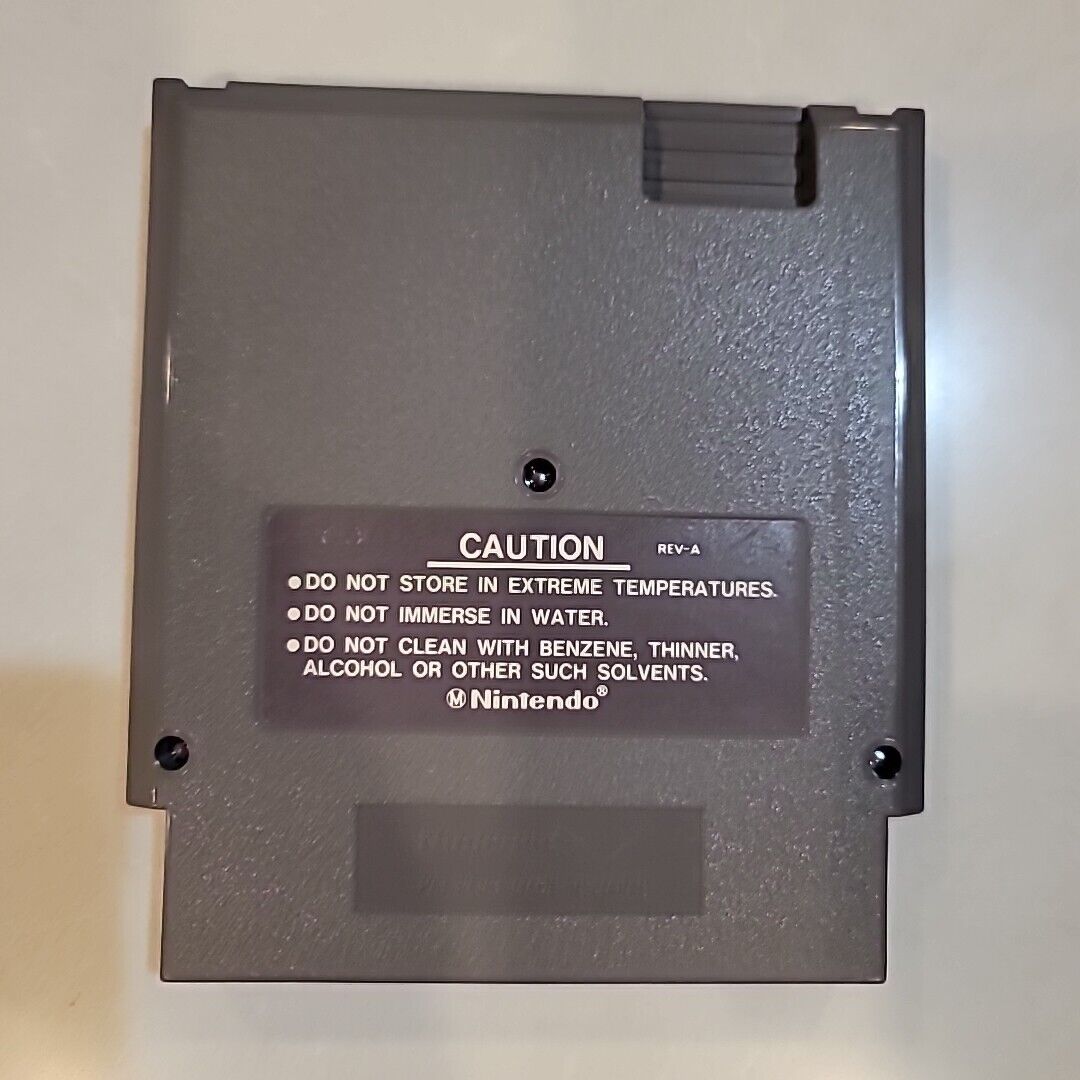 CAUTION REV-A
●DO NOT STORE IN EXTREME TEMPERATURES.
●DO NOT IMMERSE IN WATER.
●DO NOT CLEAN WITH BENZENE, THINNER,
ALCOHOL OR OTHER SUCH SOLVENTS.
Ⓜ Nintendo®